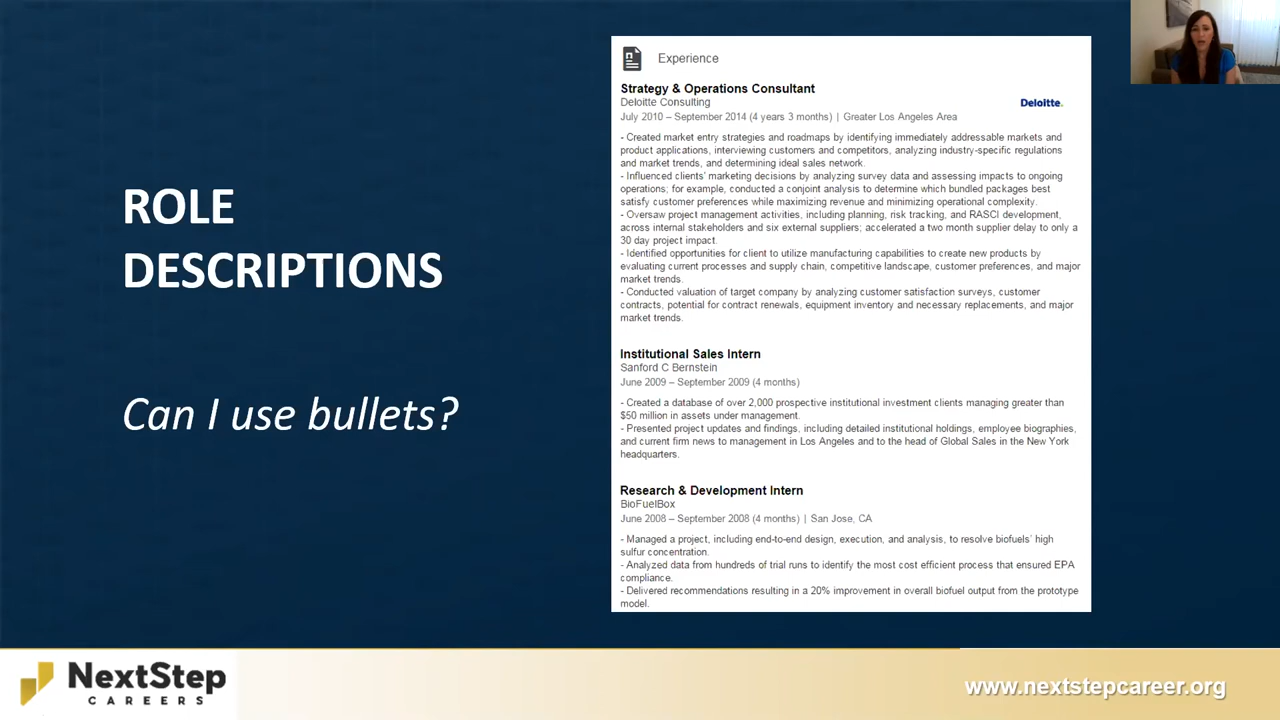 ROLE
DESCRIPTIONS
Can I use bullets?
Experience
Strategy & Operations Consultant
Deloitte Consulting
Deloitte.
July 2010 – September 2014 (4 years 3 months) | Greater Los Angeles Area
- Created market entry strategies and roadmaps by identifying immediately addressable markets and
product applications, interviewing customers and competitors, analyzing industry-specific regulations
and market trends, and determining ideal sales network.
- Influenced clients' marketing decisions by analyzing survey data and assessing impacts to ongoing
operations; for example, conducted a conjoint analysis to determine which bundled packages best
satisfy customer preferences while maximizing revenue and minimizing operational complexity.
- Oversaw project management activities, including planning, risk tracking, and RASCI development,
across internal stakeholders and six external suppliers; accelerated a two month supplier delay to only a
30 day project impact.
- Identified opportunities for client to utilize manufacturing capabilities to create new products by
evaluating current processes and supply chain, competitive landscape, customer preferences, and major
market trends.
- Conducted valuation of target company by analyzing customer satisfaction surveys, customer
contracts, potential for contract renewals, equipment inventory and necessary replacements, and major
market trends.
Institutional Sales Intern
Sanford C Bernstein
June 2009 – September 2009 (4 months)
- Created a database of over 2,000 prospective institutional investment clients managing greater than
$50 million in assets under management.
- Presented project updates and findings, including detailed institutional holdings, employee biographies,
and current firm news to management in Los Angeles and to the head of Global Sales in the New York
headquarters.
Research & Development Intern
BioFuelBox
June 2008 – September 2008 (4 months) | San Jose, CA
- Managed a project, including end-to-end design, execution, and analysis, to resolve biofuels' high
sulfur concentration.
- Analyzed data from hundreds of trial runs to identify the most cost efficient process that ensured EPA
compliance.
- Delivered recommendations resulting in a 20% improvement in overall biofuel output from the prototype
model.
NextStep
CAREERS
www.nextstepcareer.org